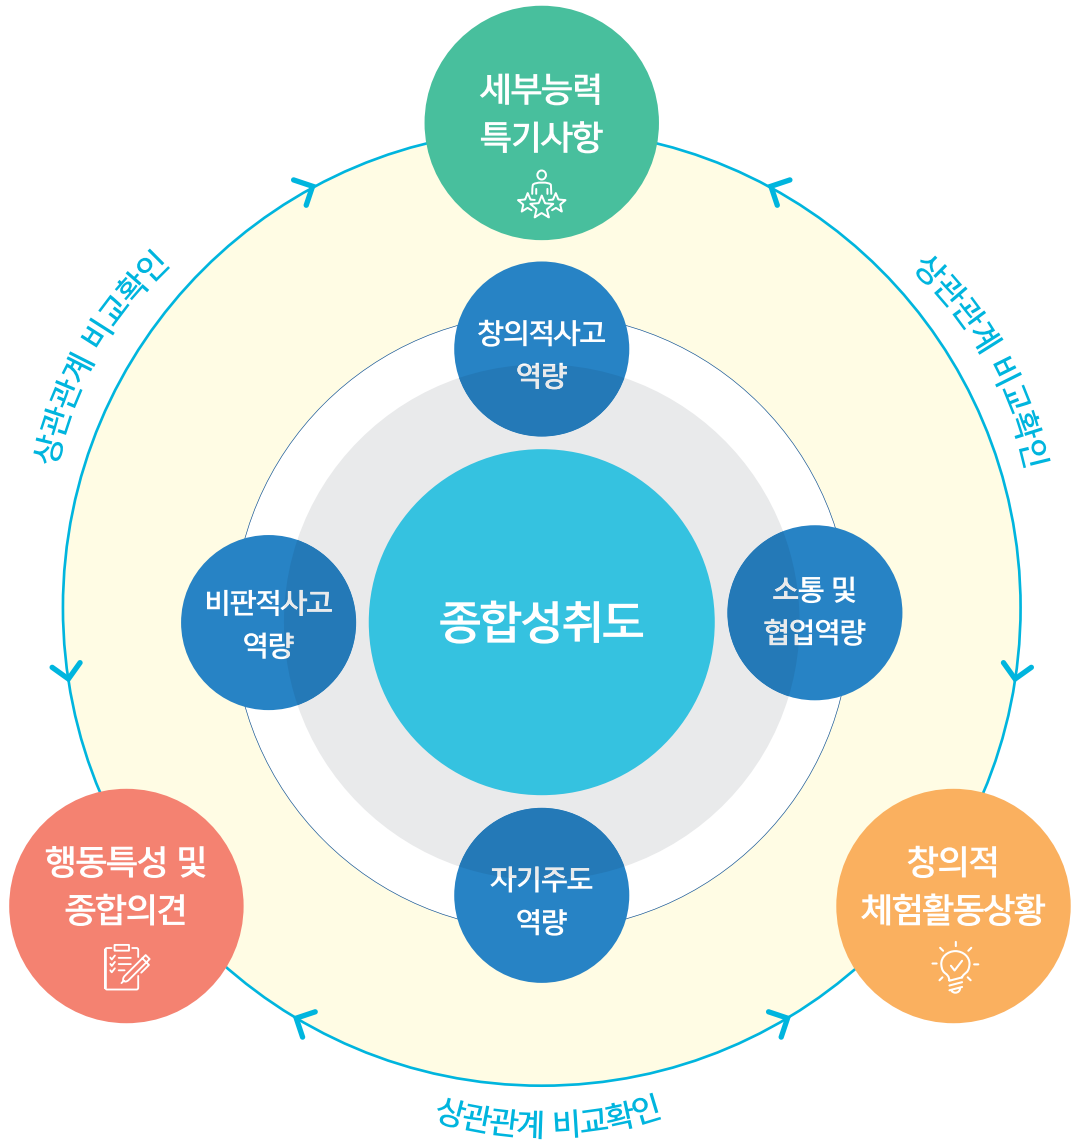 세부능력
특기사항
상관관계 비교확인
상관관계 비교확인
창의적사고
역량
비판적사고
역량
종합성취도
소통 및
협업역량
자기주도
역량
행동특성 및
종합의견
창의적
체험활동상황
상관관계 비교확인